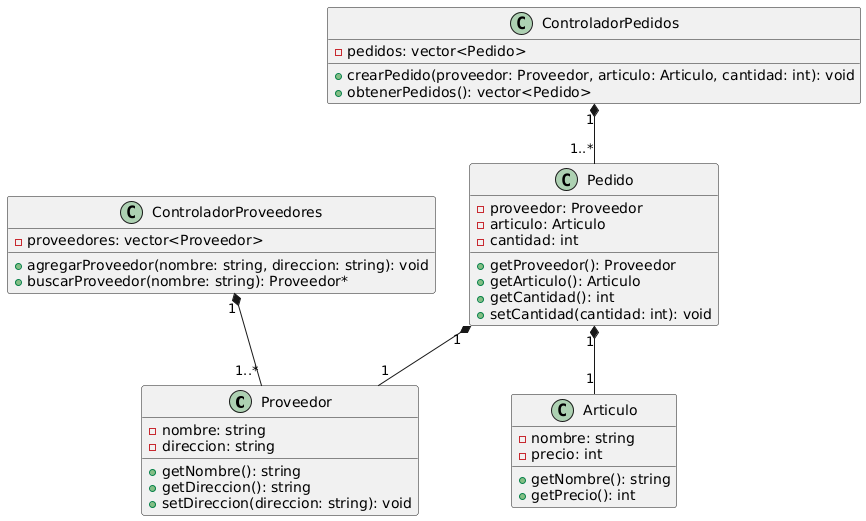 ControladorPedidos
pedidos: vector<Pedido>
crearPedido(proveedor: Proveedor, articulo: Articulo, cantidad: int): void
obtenerPedidos(): vector<Pedido>
1
1..*
Pedido
proveedor: Proveedor
articulo: Articulo
cantidad: int
getProveedor(): Proveedor
getArticulo(): Articulo
getCantidad(): int
setCantidad(cantidad: int): void
ControladorProveedores
proveedores: vector<Proveedor>
agregarProveedor(nombre: string, direccion: string): void
buscarProveedor(nombre: string): Proveedor*
1
1..*
1
1
1
1
Proveedor
nombre: string
direccion: string
getNombre(): string
getDireccion(): string
setDireccion(direccion: string): void
Articulo
nombre: string
precio: int
getNombre(): string
getPrecio(): int